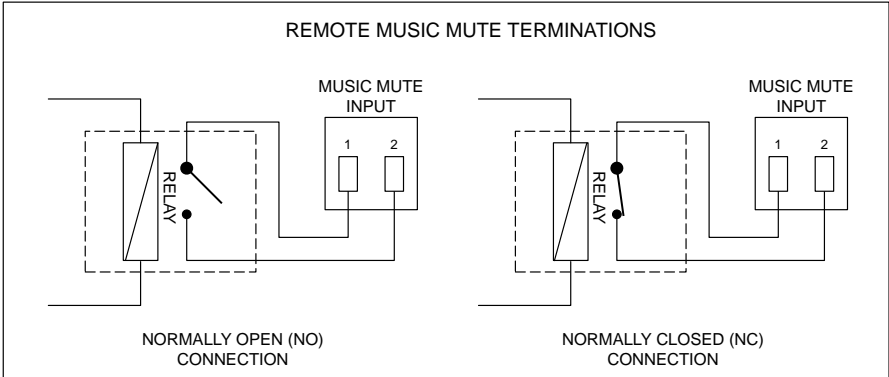 REMOTE MUSIC MUTE TERMINATIONS
MUSIC MUTE
INPUT
1 2
RELAY
NORMALLY OPEN (NO)
CONNECTION
MUSIC MUTE
INPUT
1 2
RELAY
NORMALLY CLOSED (NC)
CONNECTION